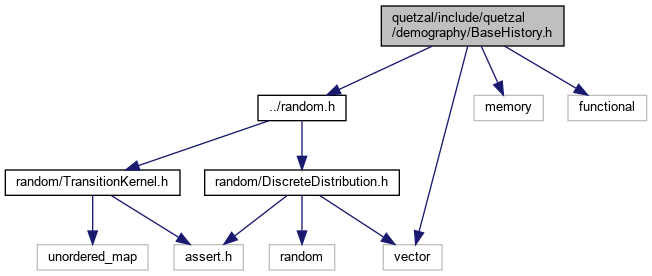 quetzal/include/quetzal
/demography/BaseHistory.h
../random.h
memory
functional
random/TransitionKernel.h
random/DiscreteDistribution.h
unordered_map
assert.h
random
vector